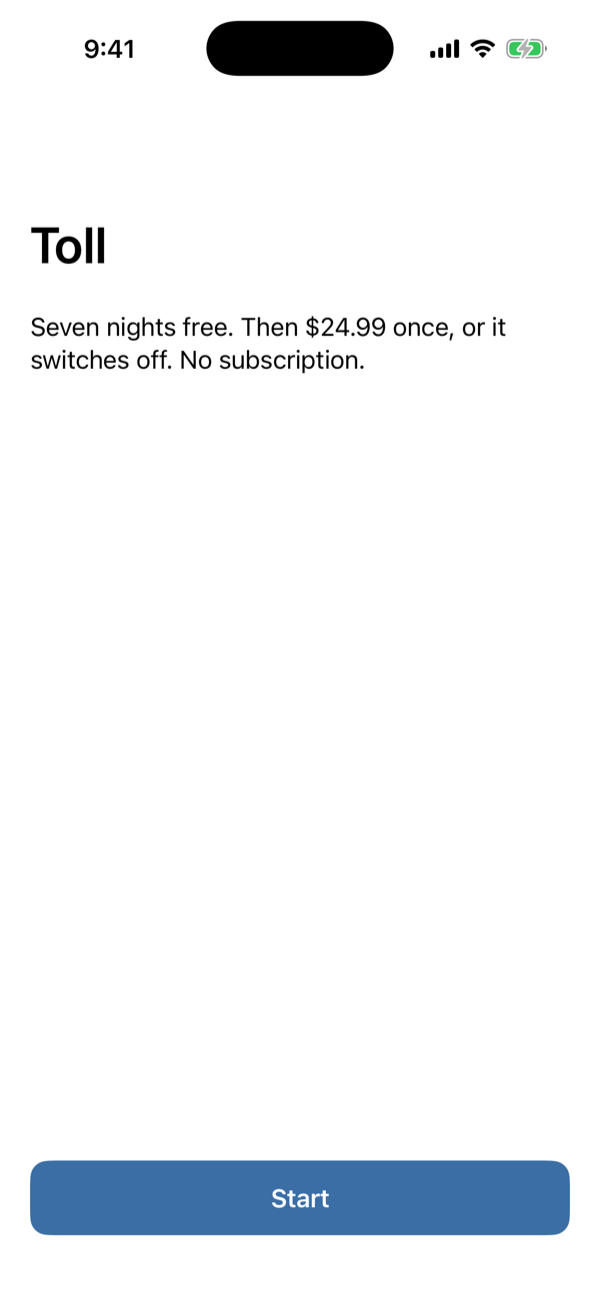 9:41
Toll
Seven nights free. Then $24.99 once, or it
switches off. No subscription.
Start